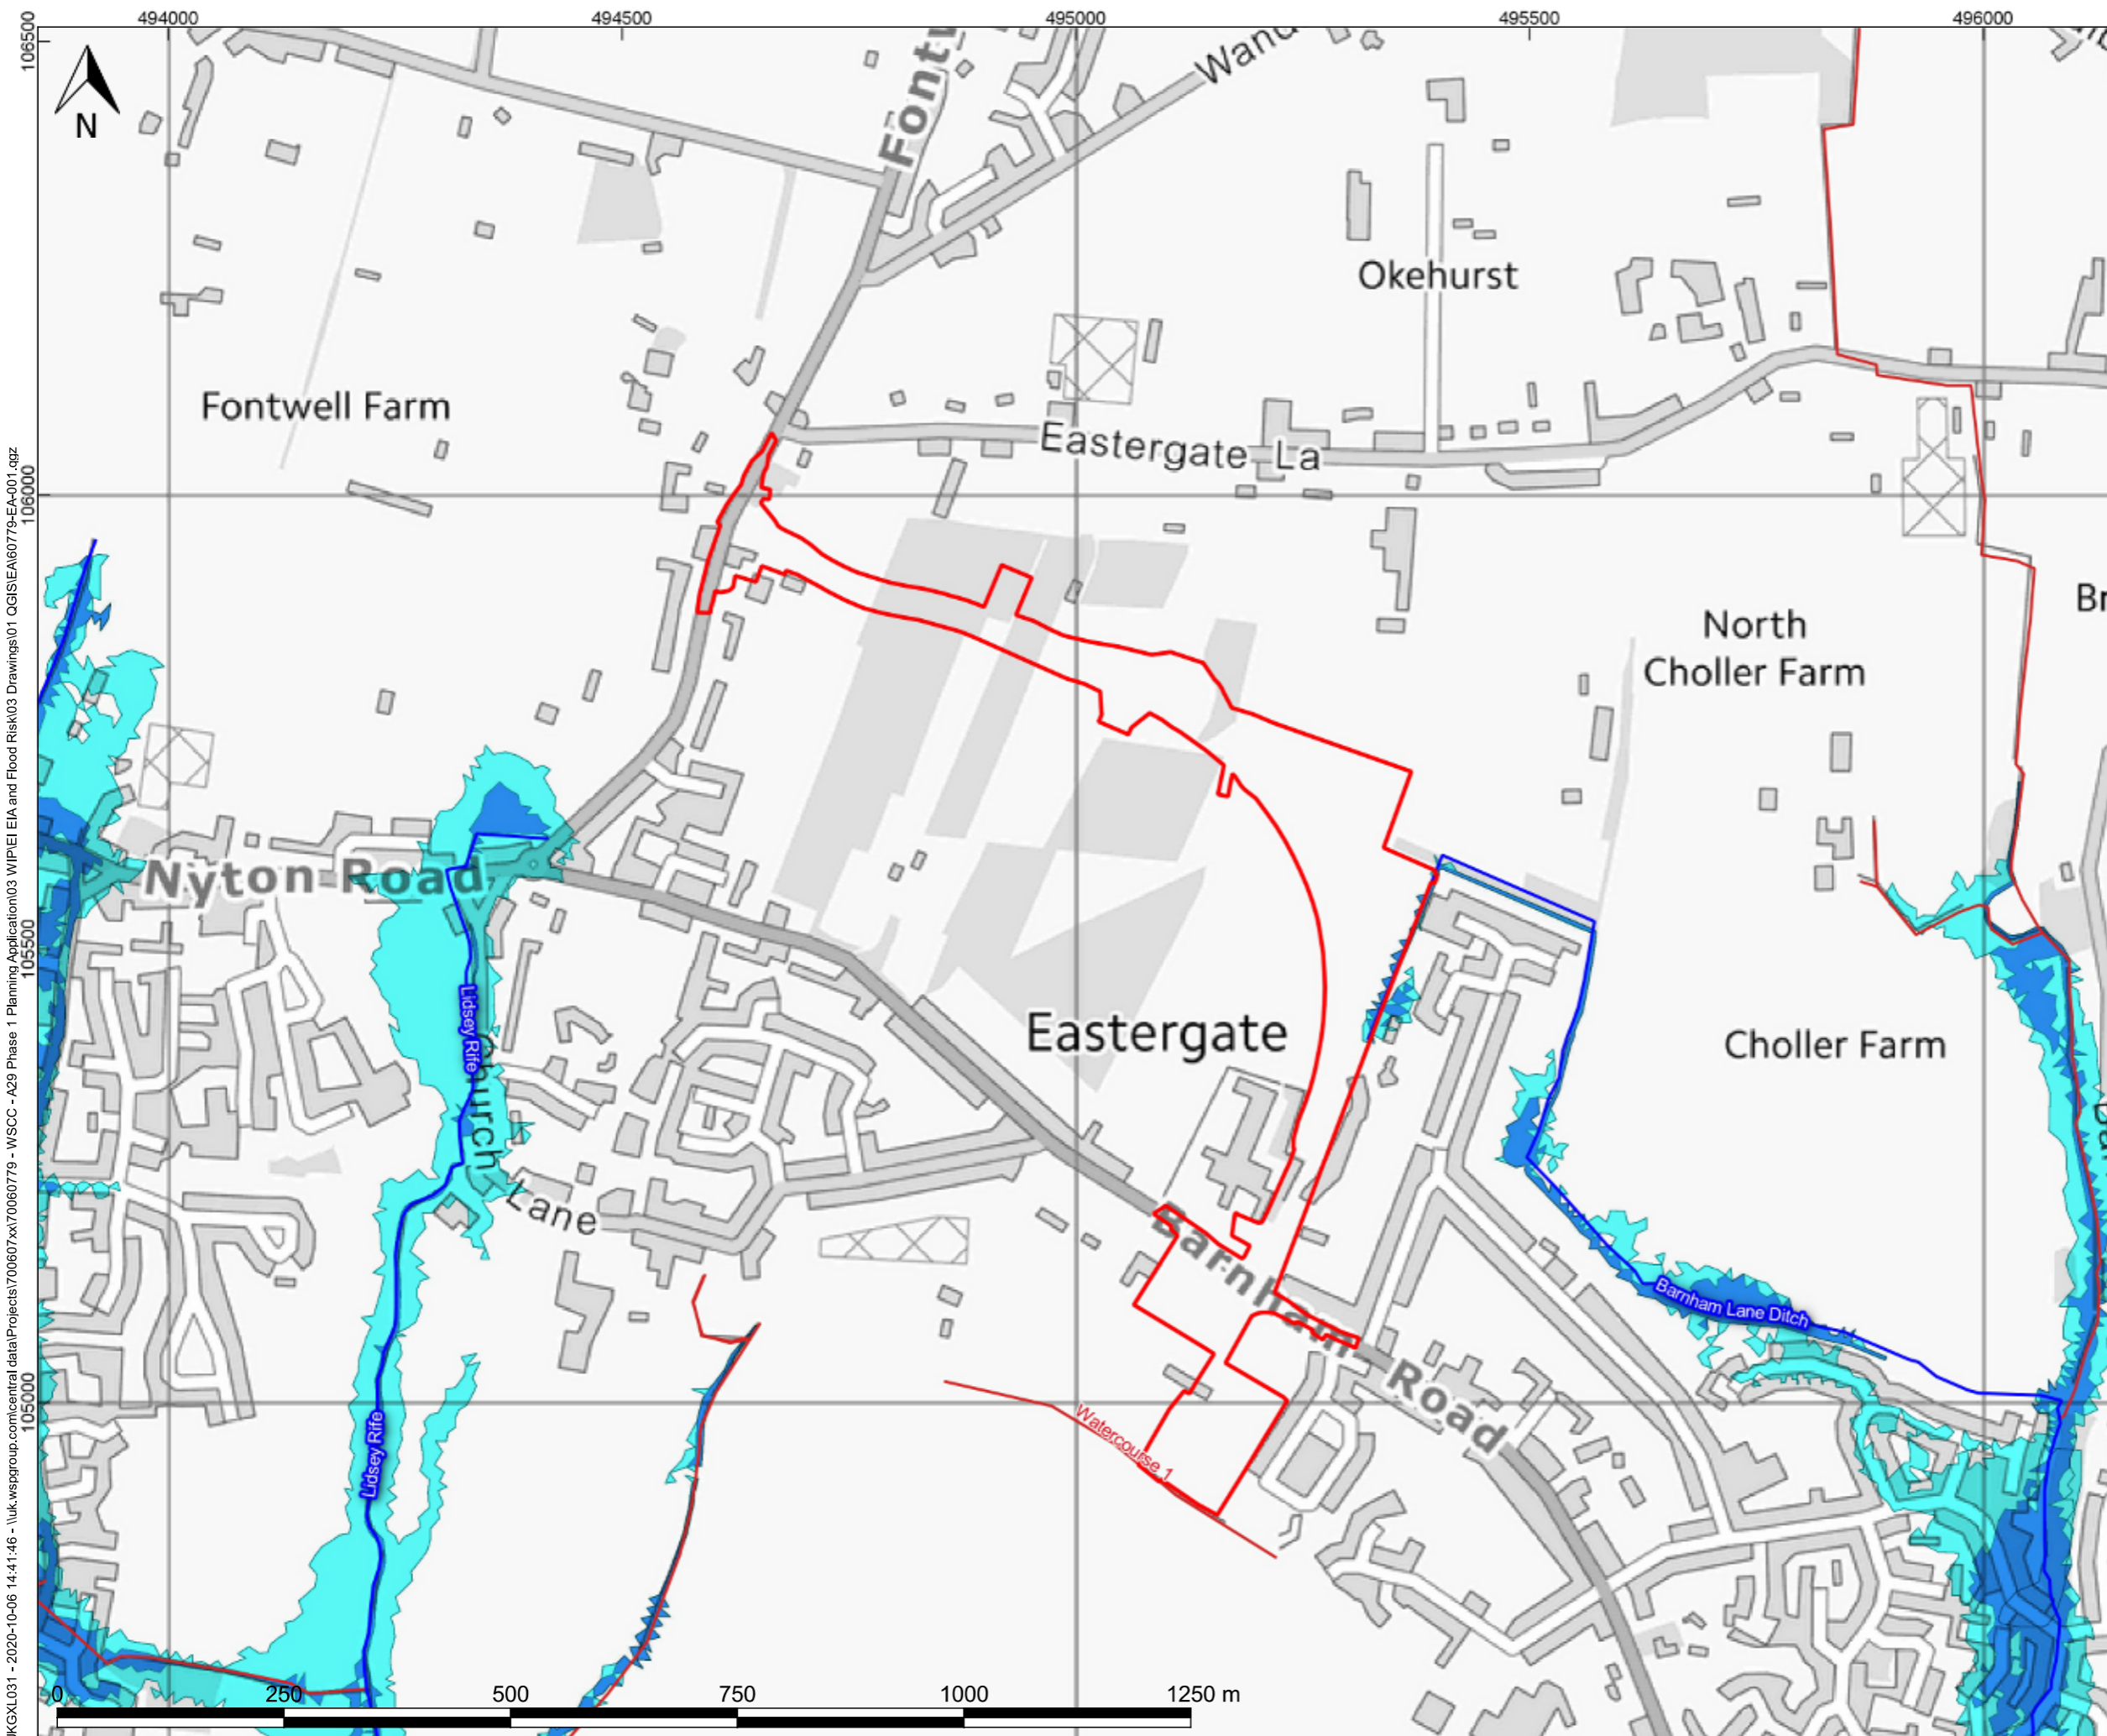 494000 494500 495000 495500 496000
106500
N
Wand
Okehurst
Fontwell Farm
Eastergate La
106000
North
Choller Farm
Br
Nyton Road
105500
Lidsey Rife
Church
Lane
Eastergate
Choller Farm
Barnham Road
Barnham Lane Ditch
105000
Lidsey Rife
Watercourse 1
0 250 500 750 1000 1250 m
KGXL031 - 2020-10-06 14:41:46 - \\uk.wspgroup.com\central data\Projects\700607xx\70060779 - WSCC - A29 Phase 1 Planning Application\03 WIP\EI EIA and Flood Risk\03 Drawings\01 QGIS\EA\60779-EA-001.qgz